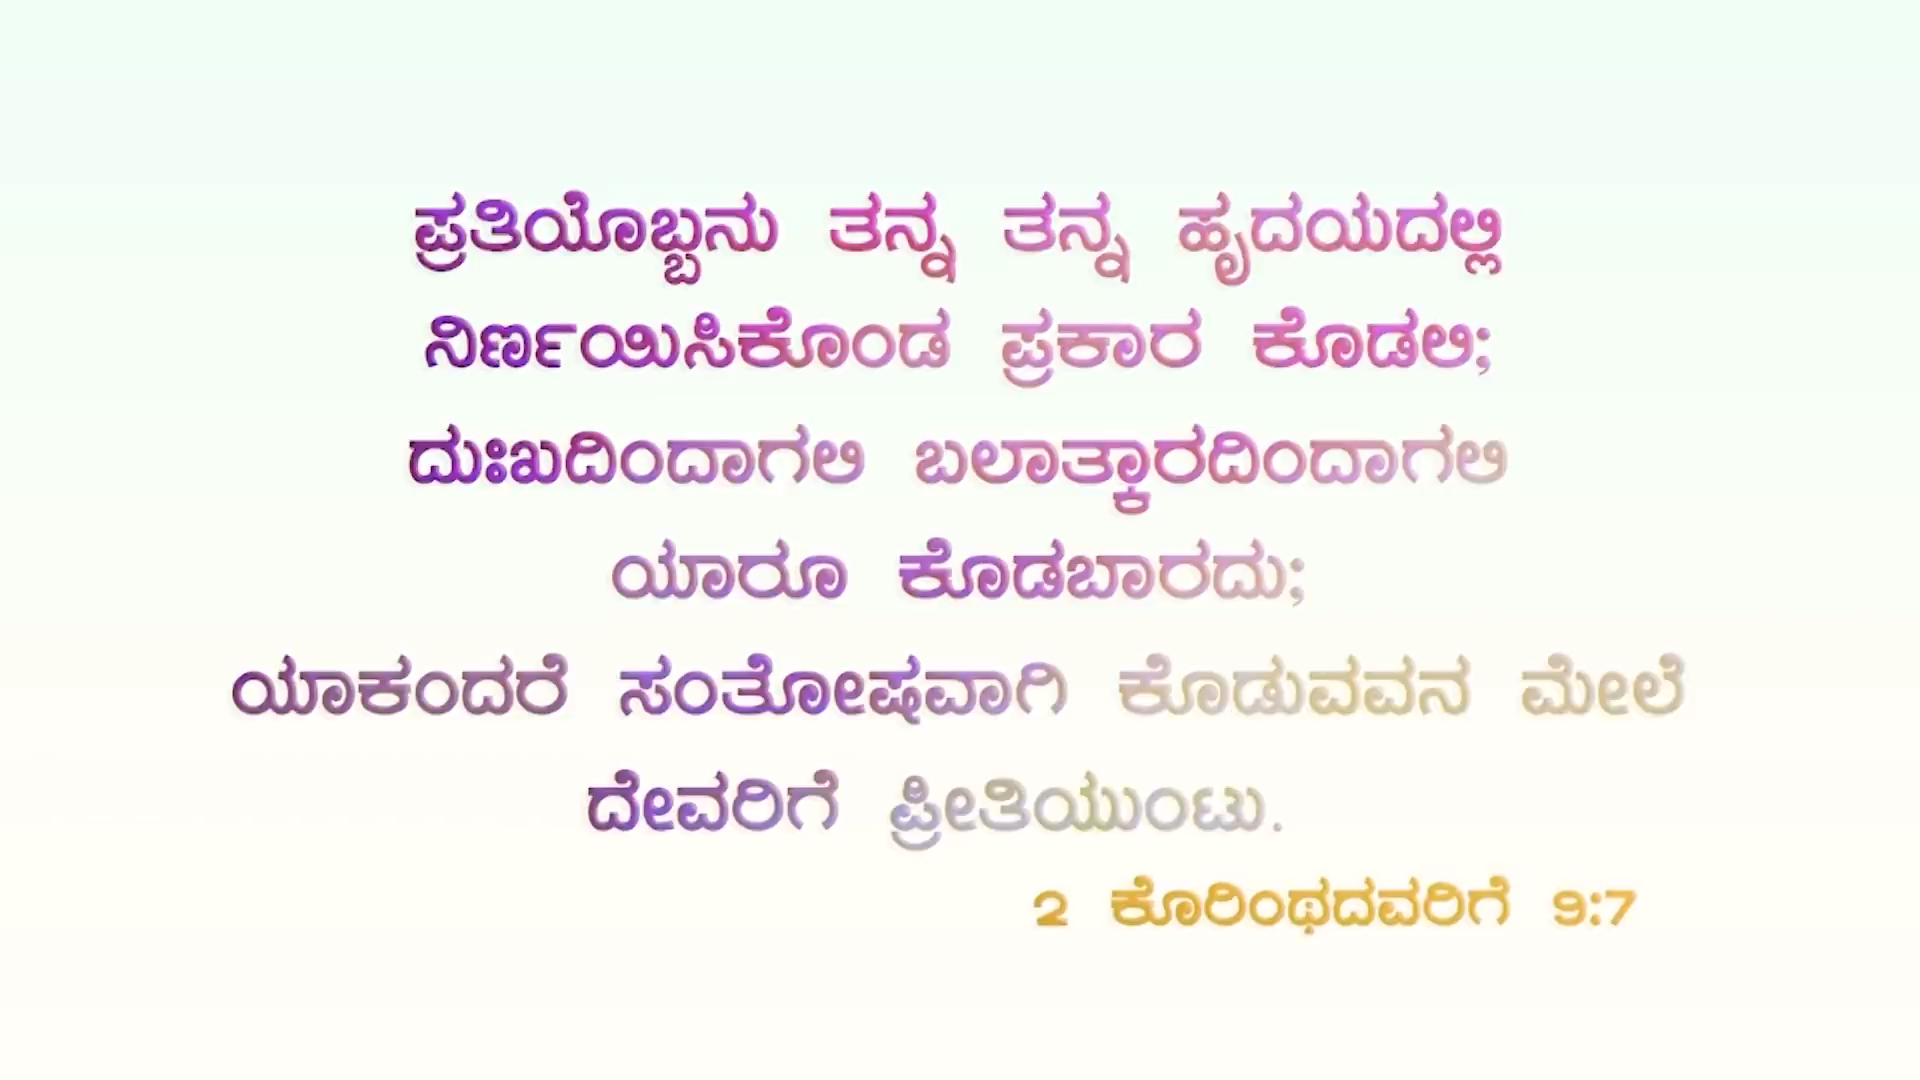 ಪ್ರತಿಯೊಬ್ಬನು ತನ್ನ ತನ್ನ ಹೃದಯದಲ್ಲಿ
ನಿರ್ಣಯಿಸಿಕೊಂಡ ಪ್ರಕಾರ ಕೊಡಲಿ;
ದುಃಖದಿಂದಾಗಲಿ ಬಲಾತ್ಕಾರದಿಂದಾಗಲಿ
ಯಾರೂ ಕೊಡಬಾರದು;
ಯಾಕಂದರೆ ಸಂತೋಷವಾಗಿ ಕೊಡುವವನ ಮೇಲೆ
ದೇವರಿಗೆ ಪ್ರೀತಿಯುಂಟು.
2 ಕೊರಿಂಥದವರಿಗೆ 9:7